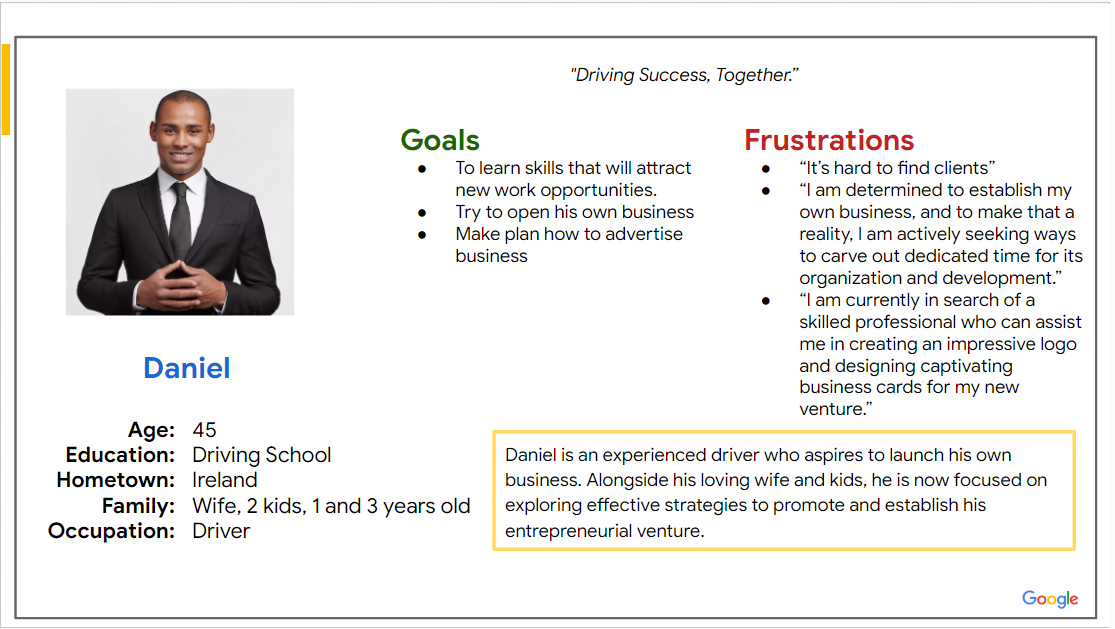 "Driving Success, Together.”
Goals
● To learn skills that will attract
new work opportunities.
● Try to open his own business
● Make plan how to advertise
business
Frustrations
● “It’s hard to find clients”
● “I am determined to establish my
own business, and to make that a
reality, I am actively seeking ways
to carve out dedicated time for its
organization and development.”
● “I am currently in search of a
skilled professional who can assist
me in creating an impressive logo
and designing captivating
business cards for my new
venture.”
Daniel
Age: 45
Education: Driving School
Hometown: Ireland
Family: Wife, 2 kids, 1 and 3 years old
Occupation: Driver
Daniel is an experienced driver who aspires to launch his own
business. Alongside his loving wife and kids, he is now focused on
exploring effective strategies to promote and establish his
entrepreneurial venture.
Google